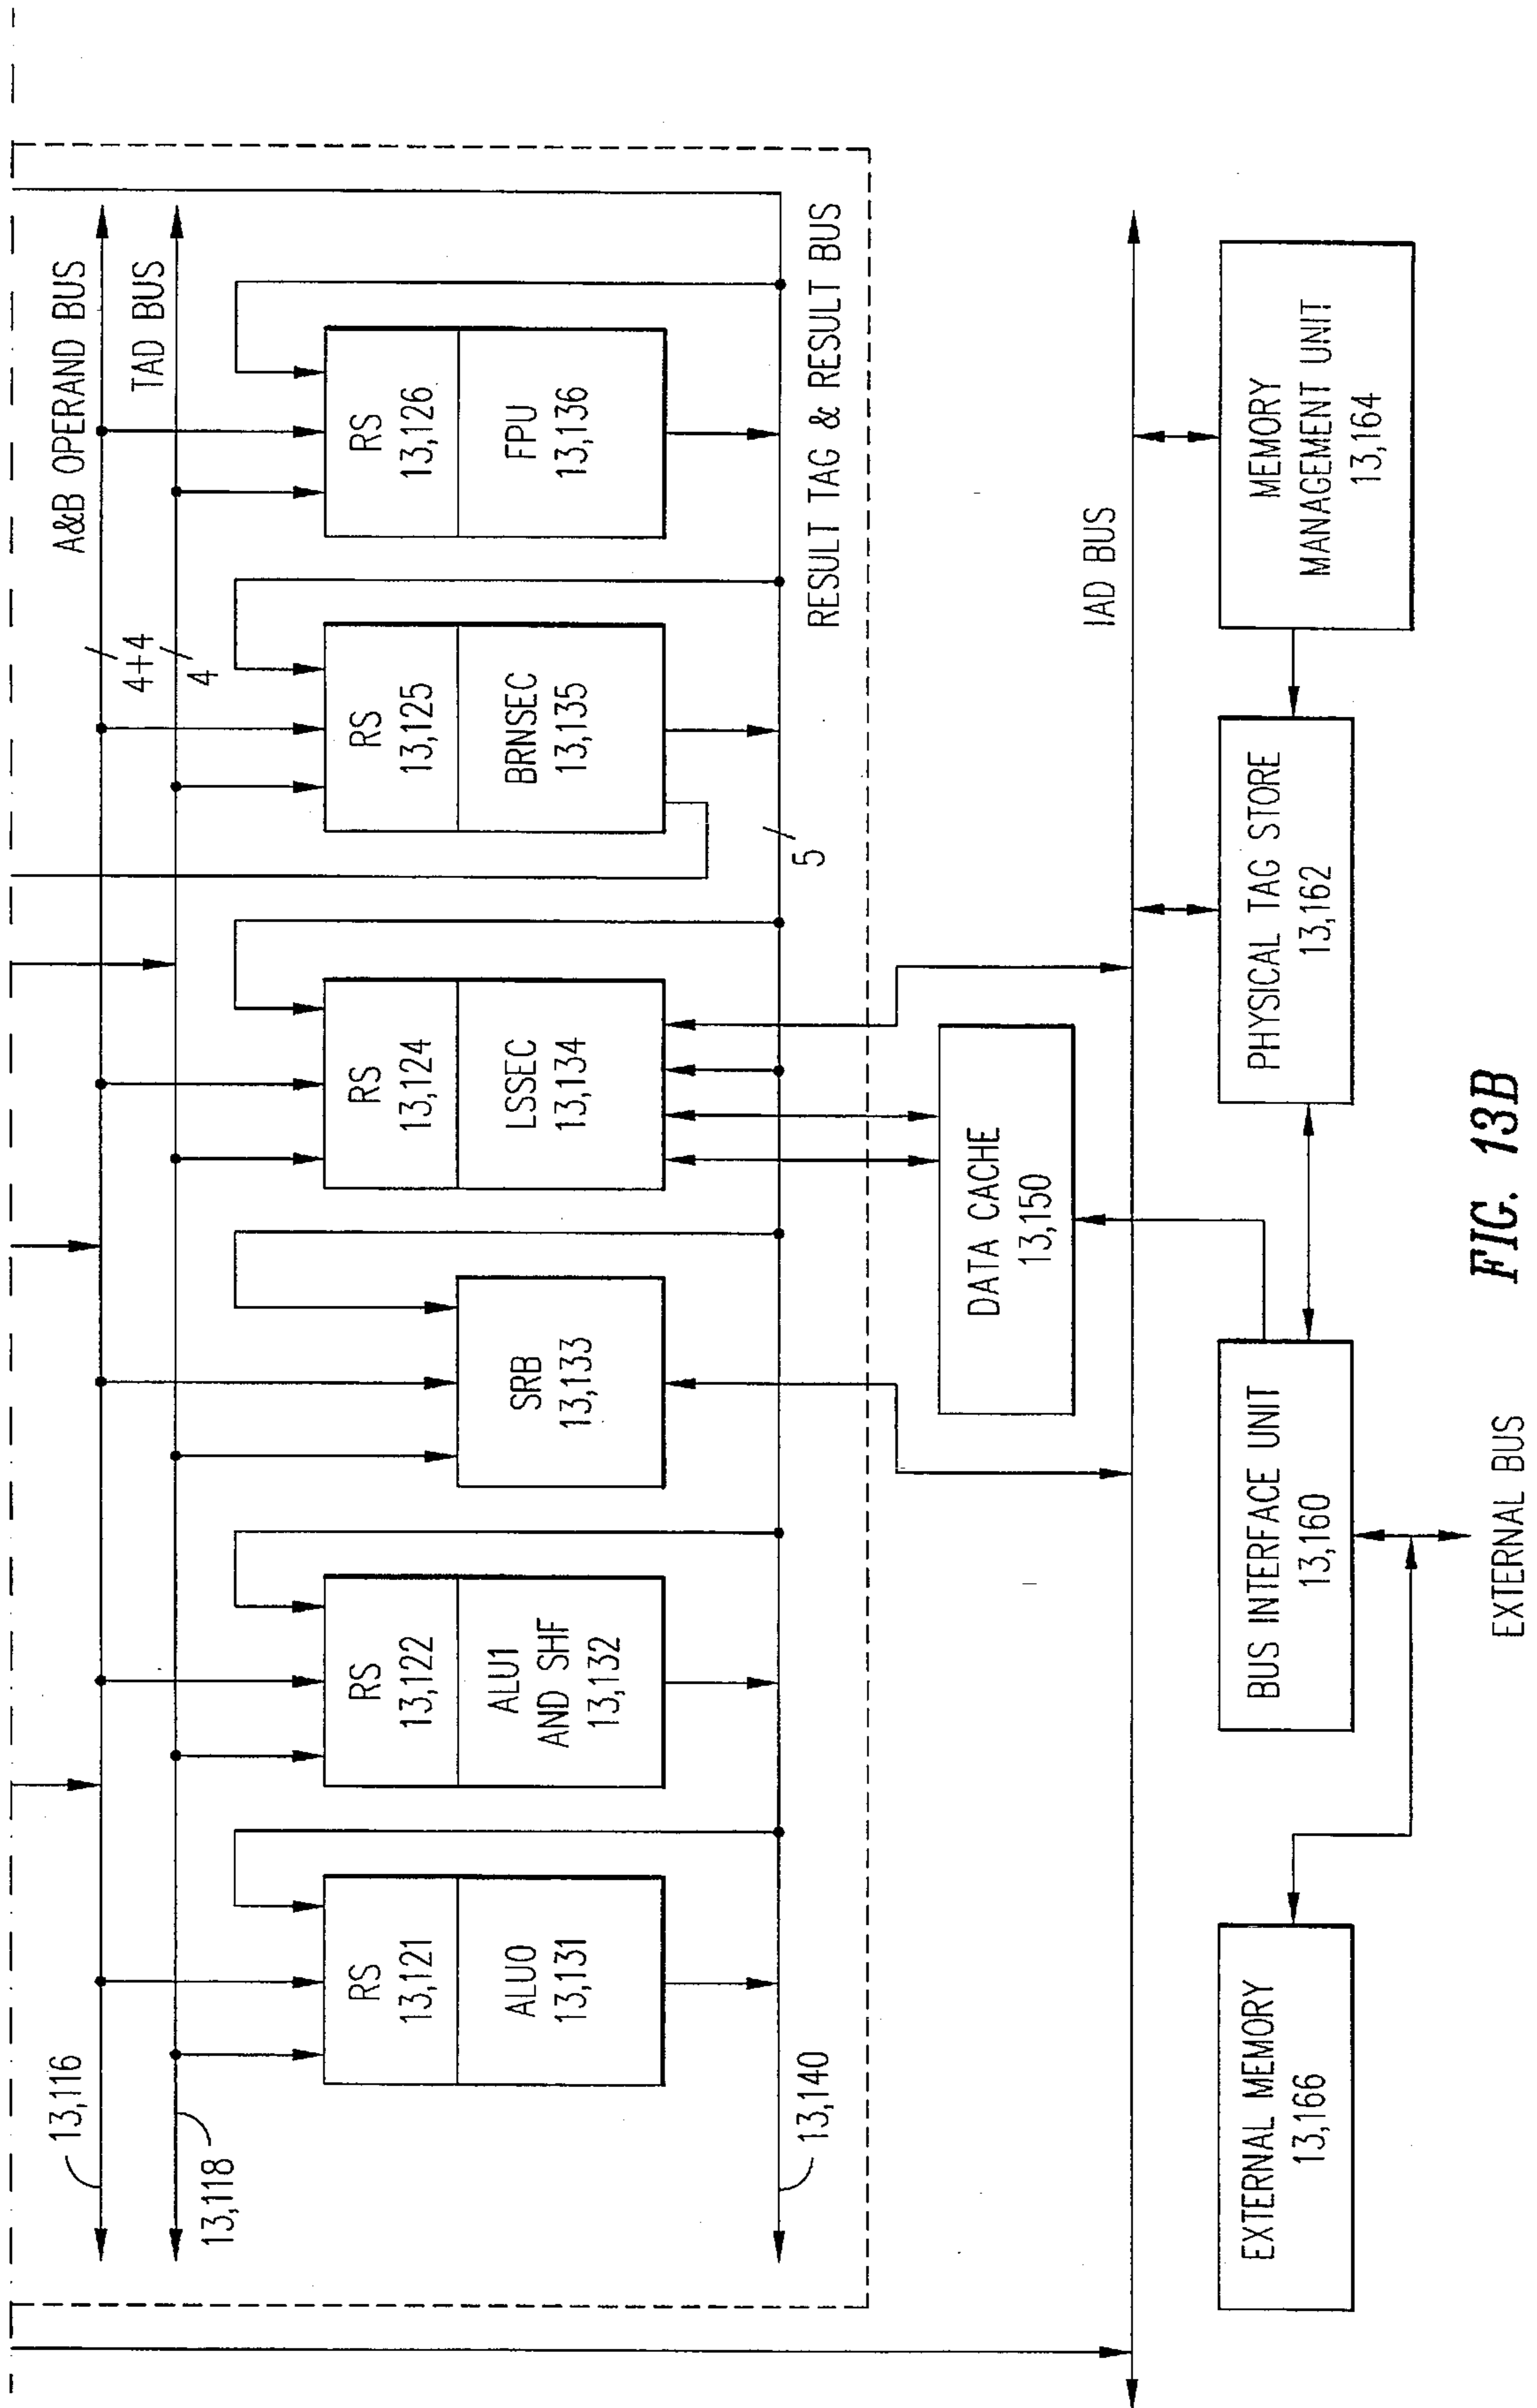 13,116
A&B OPERAND BUS
13,118
TAD BUS
4+4
4
RS
13,121
ALU0
13,131
RS
13,122
ALU1
AND SHF
13,132
SRB
13,133
RS
13,124
LSSEC
13,134
RS
13,125
BRNSEC
13,135
RS
13,126
FPU
13,136
13,140
5
RESULT TAG & RESULT BUS
DATA CACHE
13,150
IAD BUS
EXTERNAL MEMORY
13,166
BUS INTERFACE UNIT
13,160
PHYSICAL TAG STORE
13,162
MEMORY
MANAGEMENT UNIT
13,164
EXTERNAL BUS
FIG. 13B